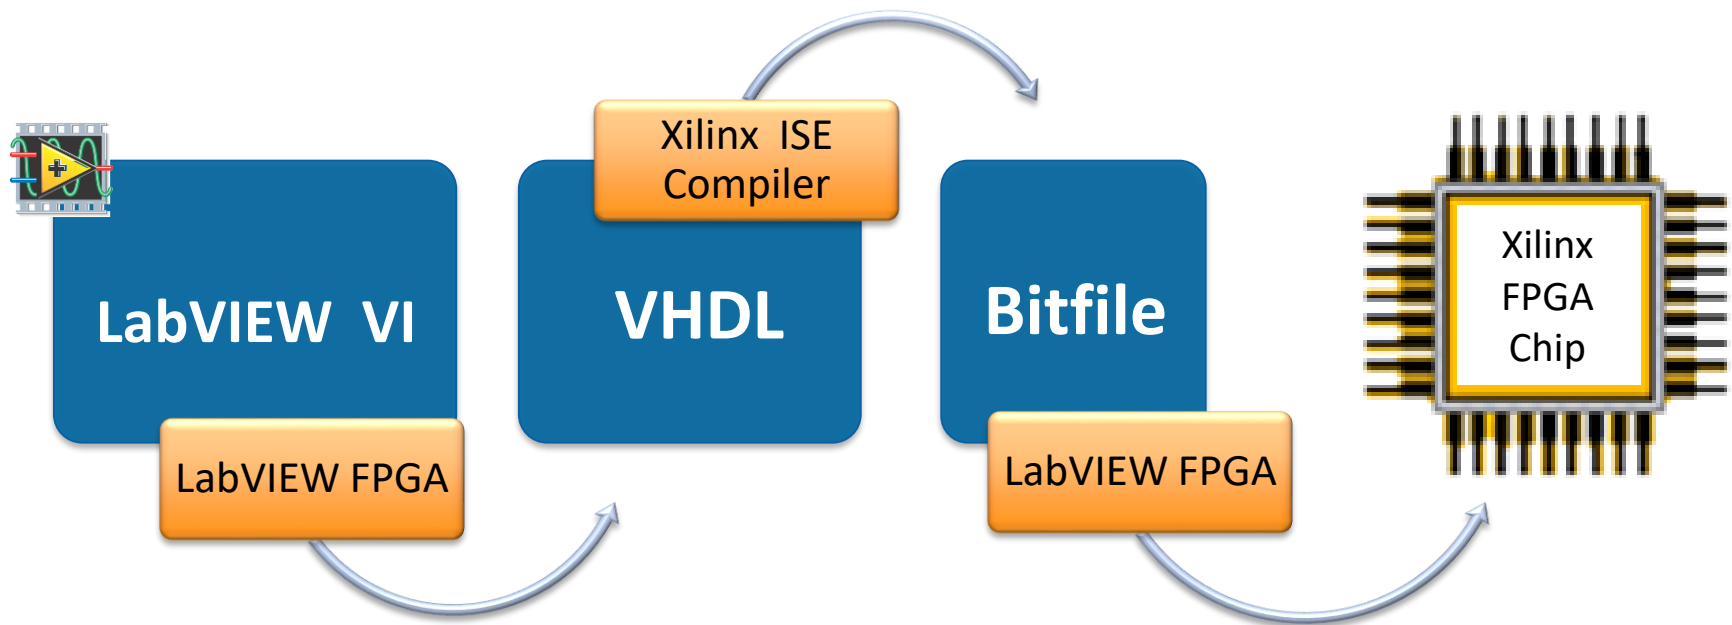 LabVIEW VI
LabVIEW FPGA
Xilinx ISE
Compiler
VHDL
Bitfile
LabVIEW FPGA
Xilinx
FPGA
Chip